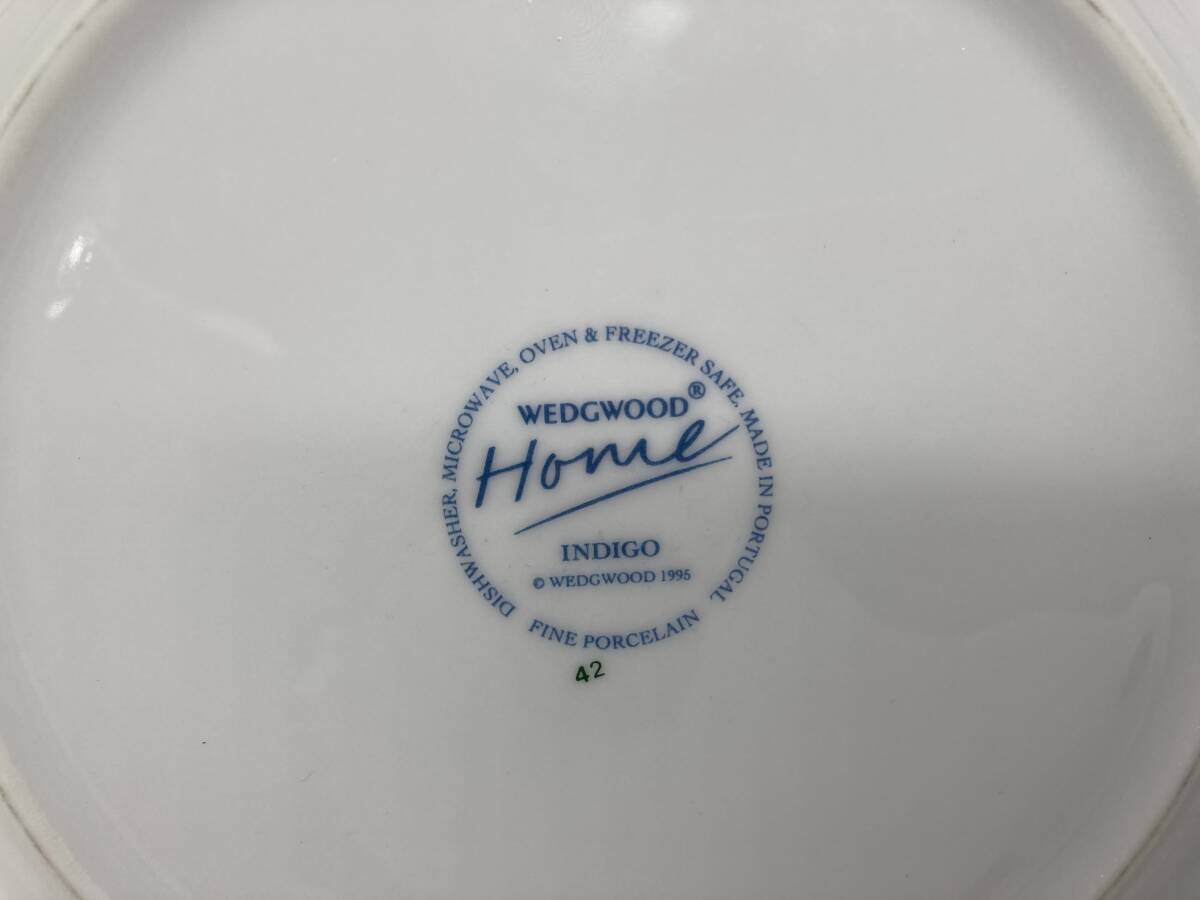 DISHWASHER, MICROWAVE, OVEN & FREEZER SAFE. MADE IN PORTUGAL
WEDGWOOD®
Home
INDIGO
© WEDGWOOD 1995
FINE PORCELAIN
42